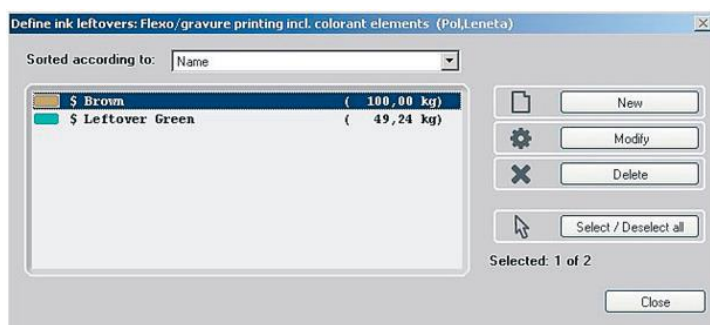 Define ink leftovers: Flexo/gravure printing incl. colorant elements (Pol,Leneta)
Sorted according to: Name
$ Brown ( 100,00 kg)
$ Leftover Green ( 49,24 kg)
New
Modify
Delete
Select / Deselect all
Selected: 1 of 2
Close